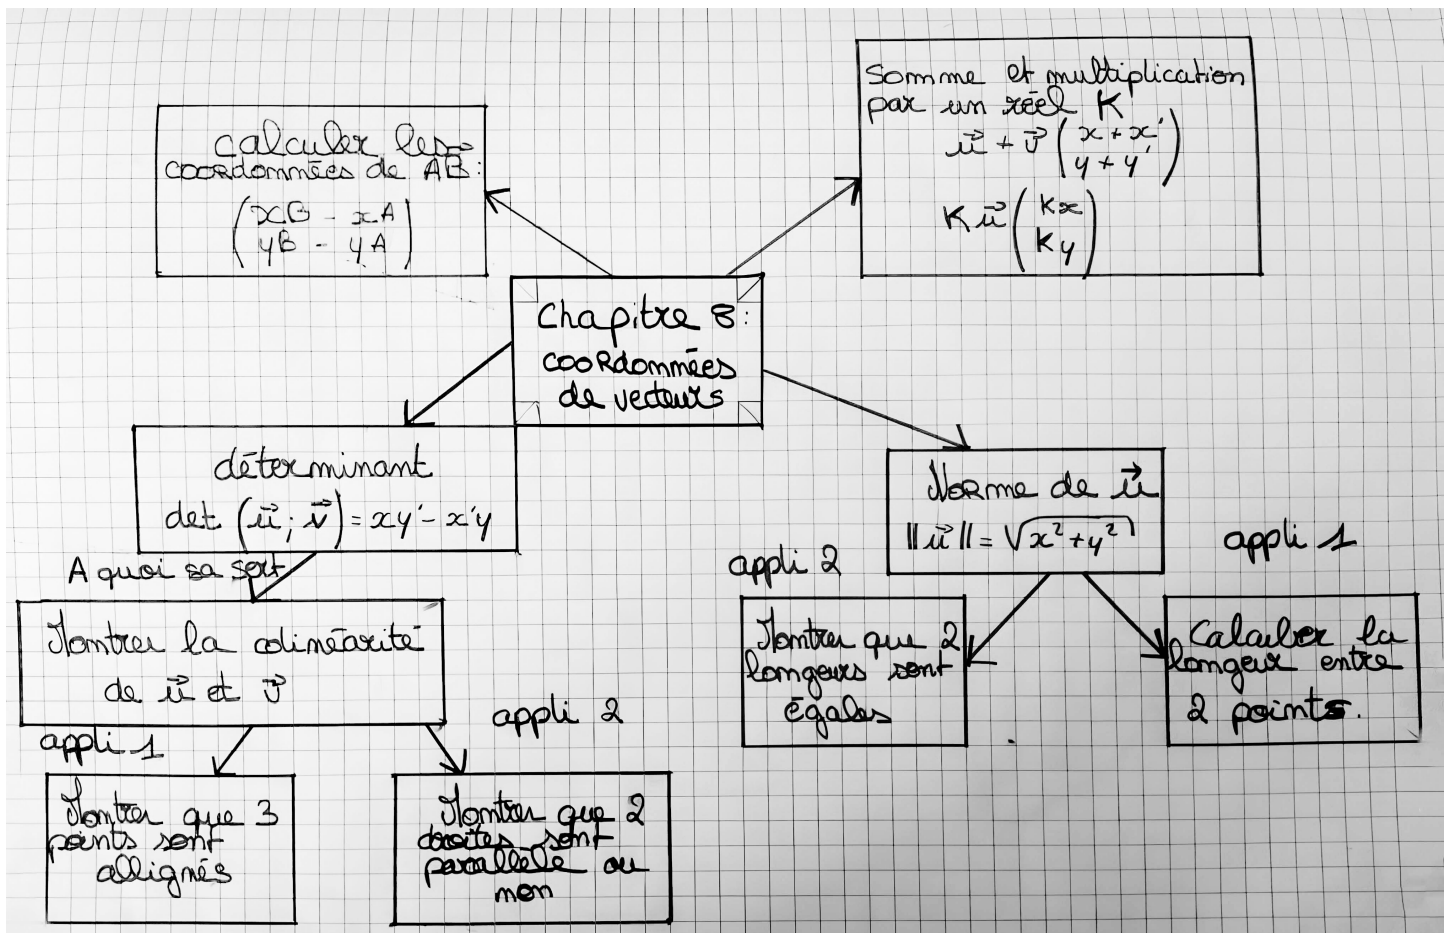 calculer les
coordonnées de A⃗B⃗:
(xB - xA)
(yB - yA)
Somme et multiplication
par un réel K
u⃗ + v⃗ (x + x')
(y + y')
K u⃗ (Kx)
(Ky)
Chapitre 8:
coordonnées
de vecteurs
déterminant
det (u⃗; v⃗) = xy' - x'y
A quoi sa sert
Montrer la colinéarité
de u⃗ et v⃗
appli 1
Montrer que 3
points sont
allignés
appli 2
Montrer que 2
droites sont
parallèle ou
non
Norme de u⃗
||u⃗|| = √x² + y²
appli 2
Montrer que 2
longeurs sont
égales
appli 1
Calculer la
longeur entre
2 points.